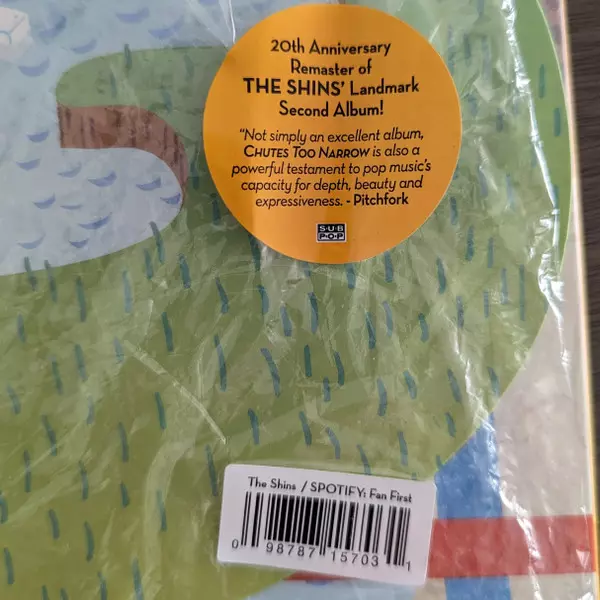 20th Anniversary
Remaster of
THE SHINS' Landmark
Second Album!
"Not simply an excellent album,
CHUTES TOO NARROW is also a
powerful testament to pop music's
capacity for depth, beauty and
expressiveness. - Pitchfork
SUB
POP
The Shins / SPOTIFY: Fan First
0 98787 15703 1